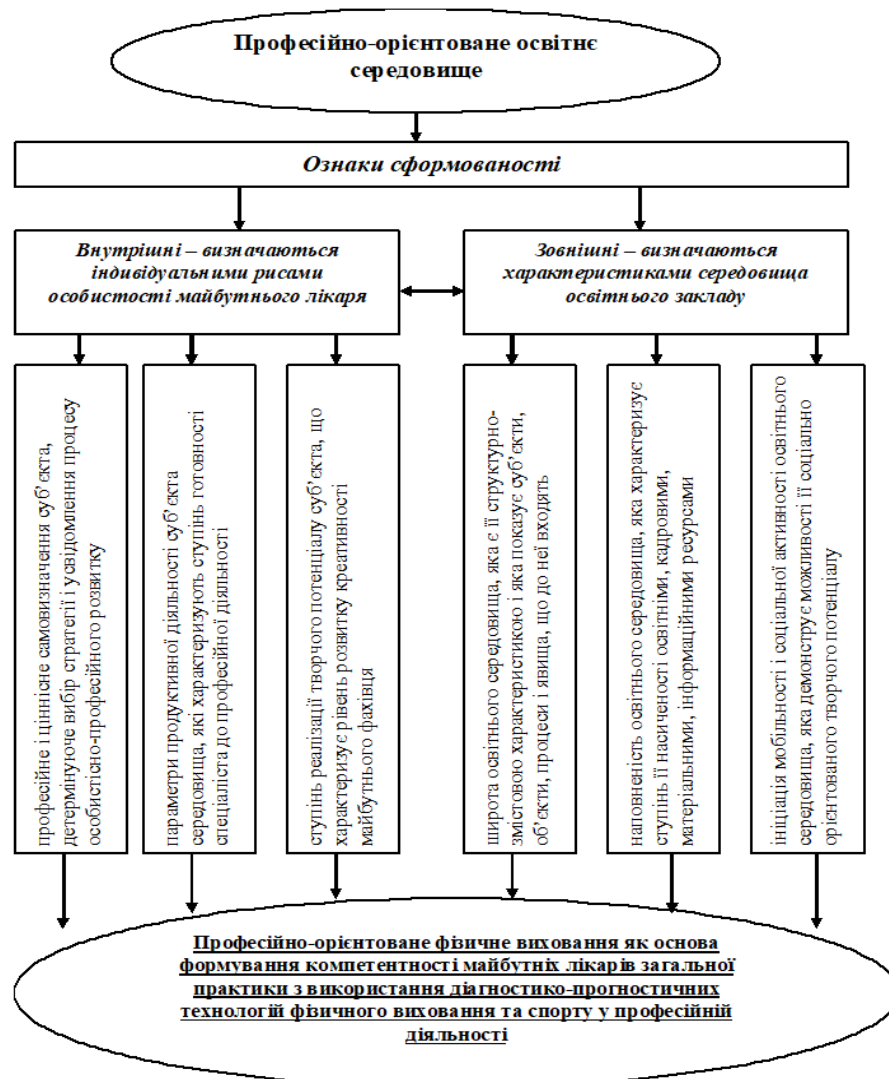 Професійно-орієнтоване освітнє
середовище
Ознаки сформованості
Внутрішні – визначаються
індивідуальними рисами
особистості майбутнього лікаря
Зовнішні – визначаються
характеристиками середовища
освітнього закладу
професійне і ціннісне самовизначення суб’єкта,
детермінуюче вибір стратегії і усвідомлення процесу
особистісно-професійного розвитку
параметри продуктивної діяльності суб’єкта
середовища, які характеризують ступінь готовності
спеціаліста до професійної діяльності
ступінь реалізації творчого потенціалу суб’єкта, що
характеризує рівень розвитку креативності
майбутнього фахівця
широта освітнього середовища, яка є її структурно-
змістовою характеристикою і яка показує суб’єкти,
об’єкти, процеси і явища, що до неї входять
наповненість освітнього середовища, яка характеризує
ступінь її насиченості освітніми, кадровими,
матеріальними, інформаційними ресурсами
ініціація мобільності і соціальної активності освітнього
середовища, яка демонструє можливості її соціально
орієнтованого творчого потенціалу
Професійно-орієнтоване фізичне виховання як основа
формування компетентності майбутніх лікарів загальної
практики з використання діагностико-прогностичних
технологій фізичного виховання та спорту у професійній
діяльності